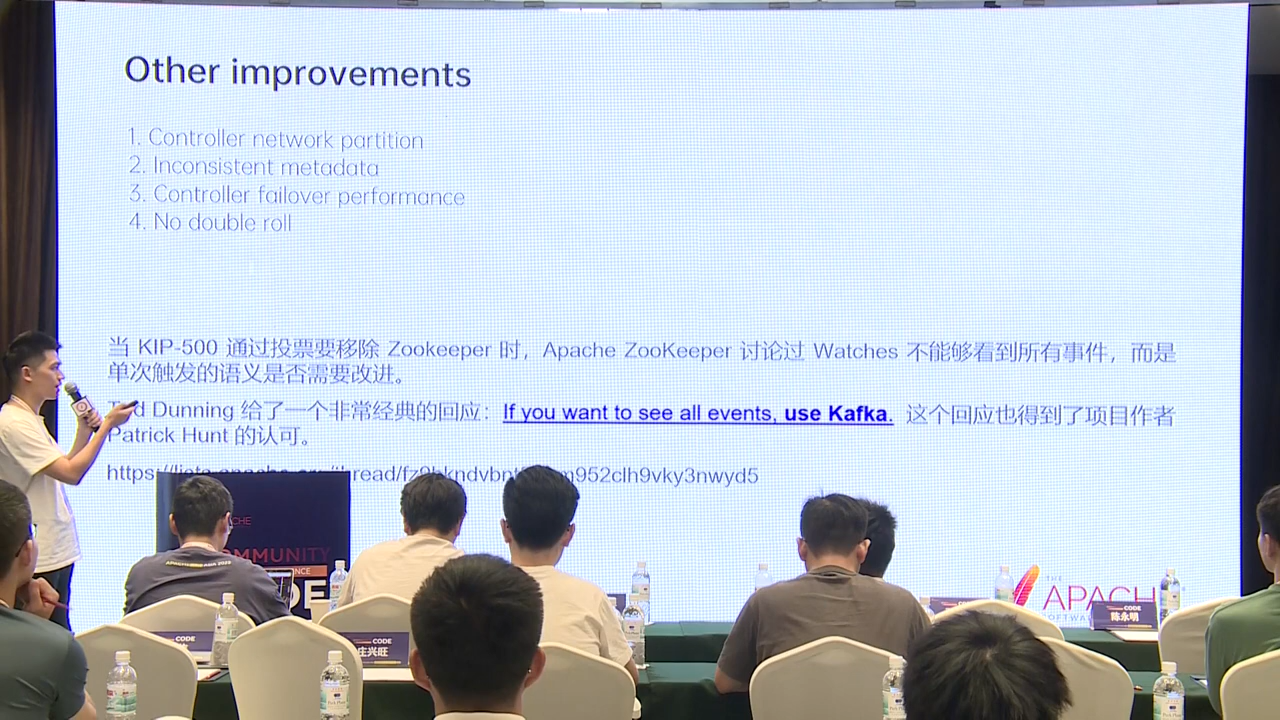 Other improvements
1. Controller network partition
2. Inconsistent metadata
3. Controller failover performance
4. No double roll
当 KIP-500 通过投票要移除 Zookeeper 时，Apache ZooKeeper 讨论过 Watches 不能够看到所有事件，而是
单次触发的语义是否需要改进。
Dunning 给了一个非常经典的回应：If you want to see all events, use Kafka. 这个回应也得到了项目作者
Patrick Hunt 的认可。
THE
APACH
CODE
陈永明
CODE
庄兴旺
CODE